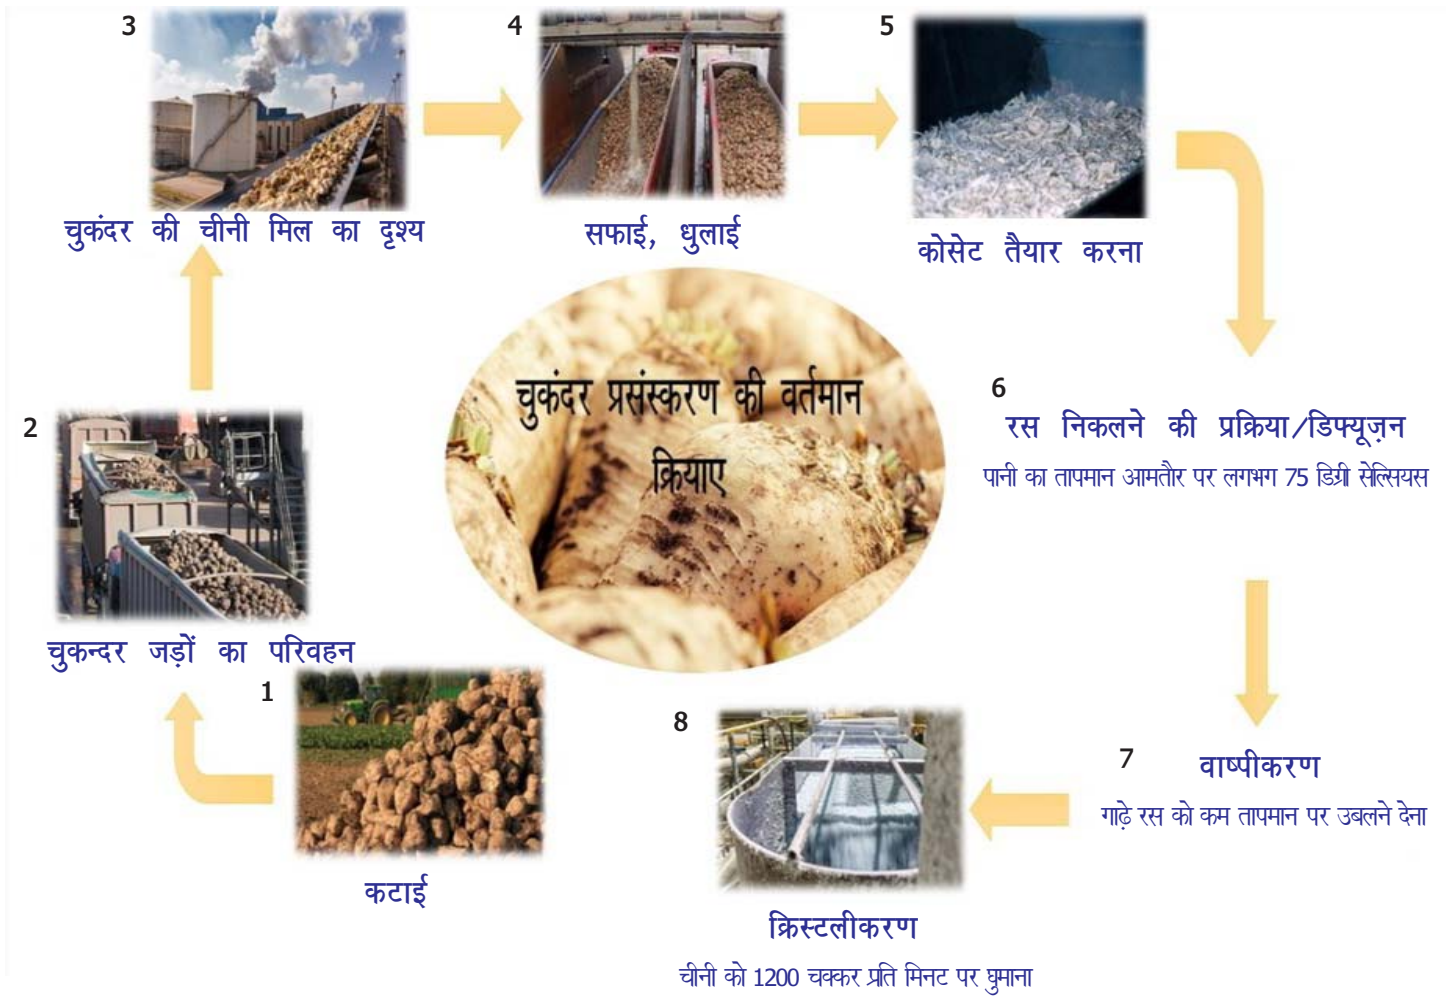 चुकंदर प्रसंस्करण की वर्तमान
क्रियाए
1
कटाई
2
चुकन्दर जड़ों का परिवहन
3
चुकंदर की चीनी मिल का दृश्य
4
सफाई, धुलाई
5
कोसेट तैयार करना
6
रस निकलने की प्रक्रिया/डिफ्यूज़न
पानी का तापमान आमतौर पर लगभग 75 डिग्री सेल्सियस
7
वाष्पीकरण
गाढ़े रस को कम तापमान पर उबलने देना
8
क्रिस्टलीकरण
चीनी को 1200 चक्कर प्रति मिनट पर घुमाना